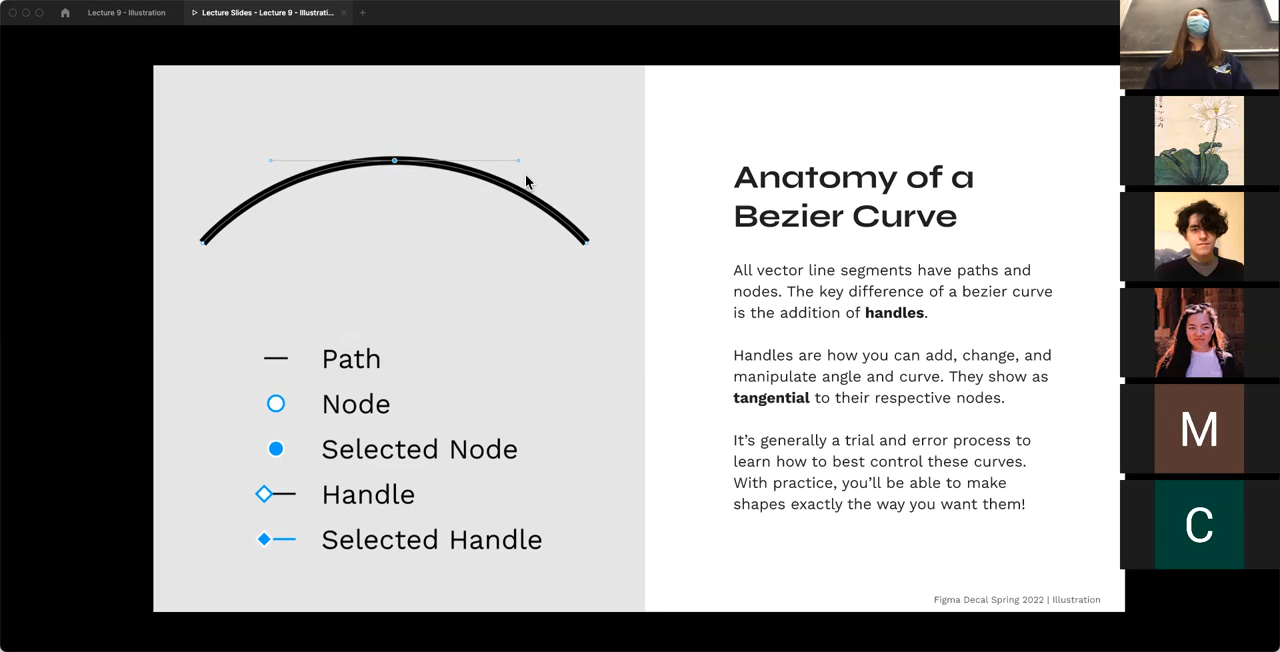 Lecture 9 - Illustration
Lecture Slides - Lecture 9 - Illustrati...
Anatomy of a
Bezier Curve
All vector line segments have paths and
nodes. The key difference of a bezier curve
is the addition of handles.
Handles are how you can add, change, and
manipulate angle and curve. They show as
tangential to their respective nodes.
It’s generally a trial and error process to
learn how to best control these curves.
With practice, you’ll be able to make
shapes exactly the way you want them!
Path
Node
Selected Node
Handle
Selected Handle
Figma Decal Spring 2022 | Illustration
M
C